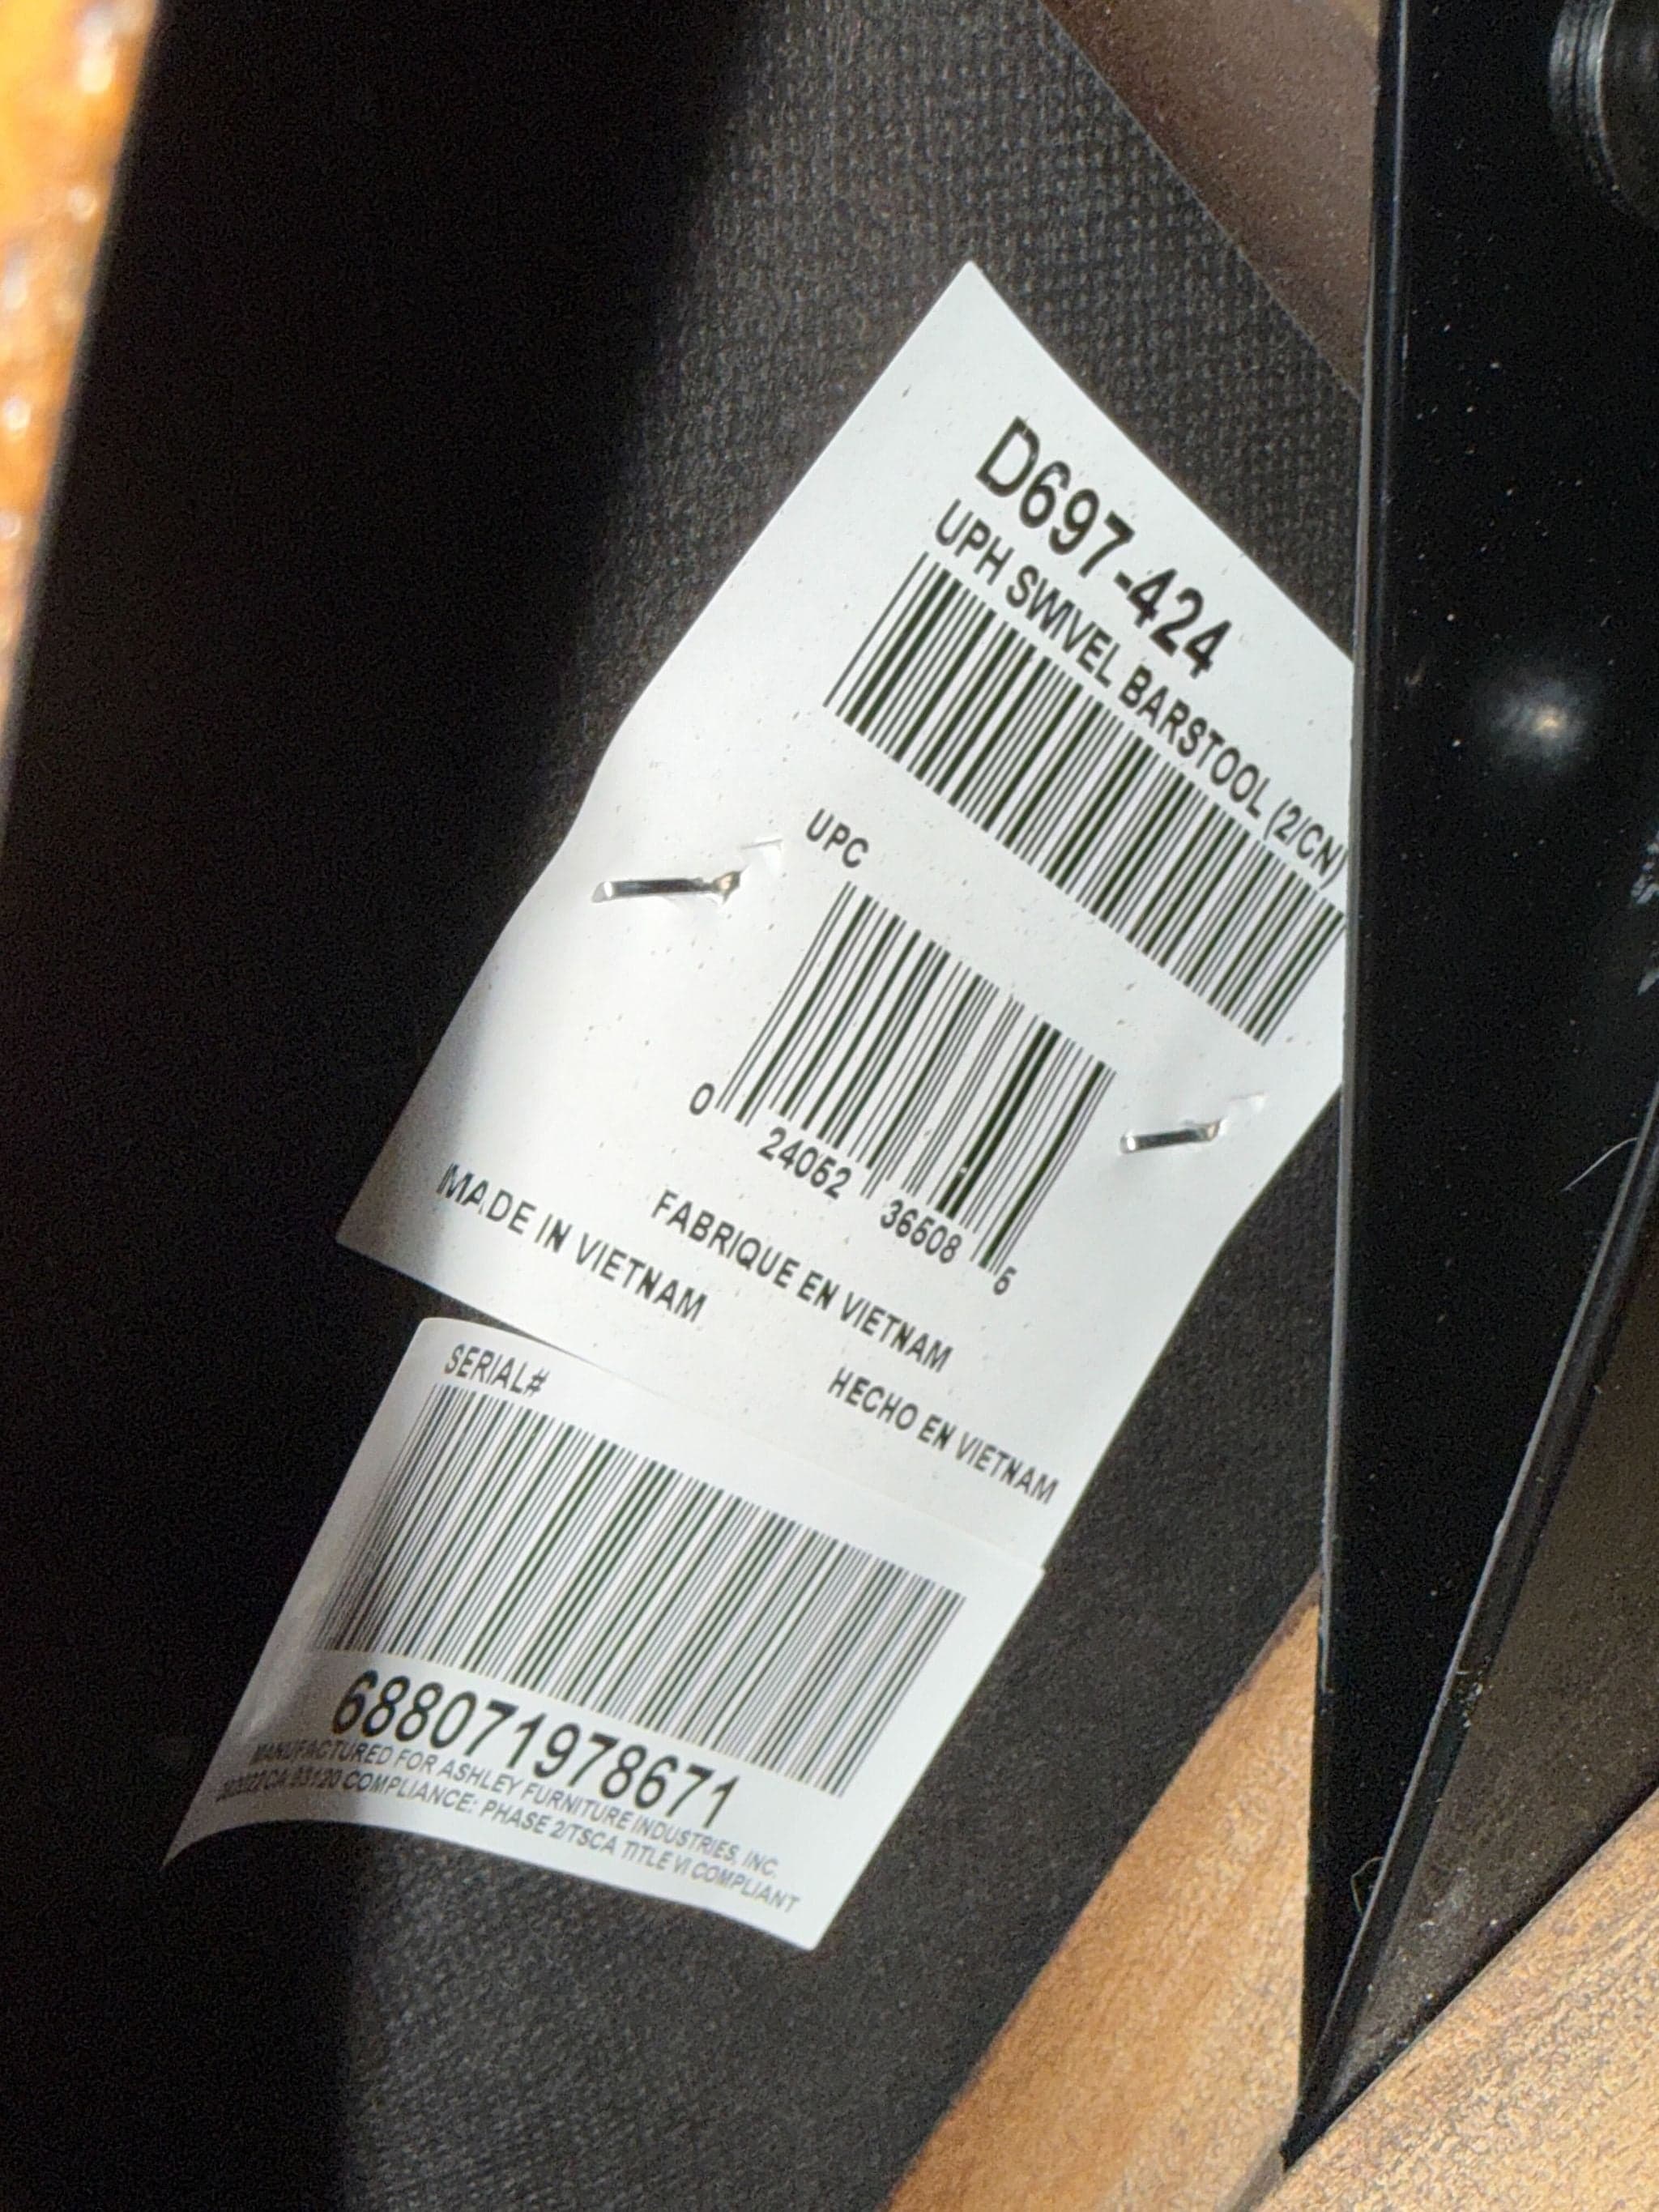 D697-424
UPH SWIVEL BARSTOOL (2/CN)
UPC
0 24052 36508 5
MADE IN VIETNAM
FABRIQUE EN VIETNAM
HECHO EN VIETNAM
SERIAL#
688071978671
MANUFACTURED FOR ASHLEY FURNITURE INDUSTRIES, INC.
CA 93120 COMPLIANCE: PHASE 2/TSCA TITLE VI COMPLIANT